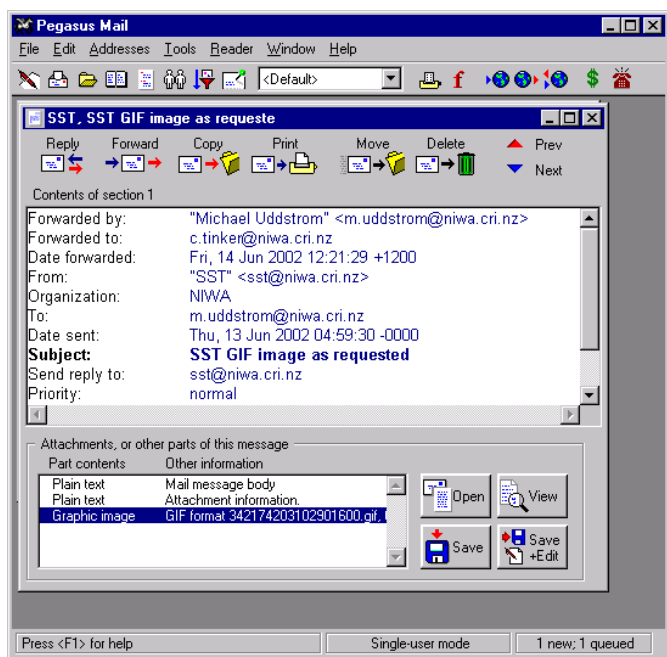 Pegasus Mail
File Edit Addresses Tools Reader Window Help
<Default>
SST, SST GIF image as requeste
Reply Forward Copy Print Move Delete Prev
Next
Contents of section 1
Forwarded by: "Michael Uddstrom" <m.uddstrom@niwa.cri.nz>
Forwarded to: c.tinker@niwa.cri.nz
Date forwarded: Fri, 14 Jun 2002 12:21:29 +1200
From: "SST" <sst@niwa.cri.nz>
Organization: NIWA
To: m.uddstrom@niwa.cri.nz
Date sent: Thu, 13 Jun 2002 04:59:30 -0000
Subject: SST GIF image as requested
Send reply to: sst@niwa.cri.nz
Priority: normal
Attachments, or other parts of this message
Part contents Other information
Plain text Mail message body
Plain text Attachment information.
Graphic image GIF format 342174203102901600.gif,
Open View
Save Save
+Edit
Press <F1> for help Single-user mode 1 new; 1 queued